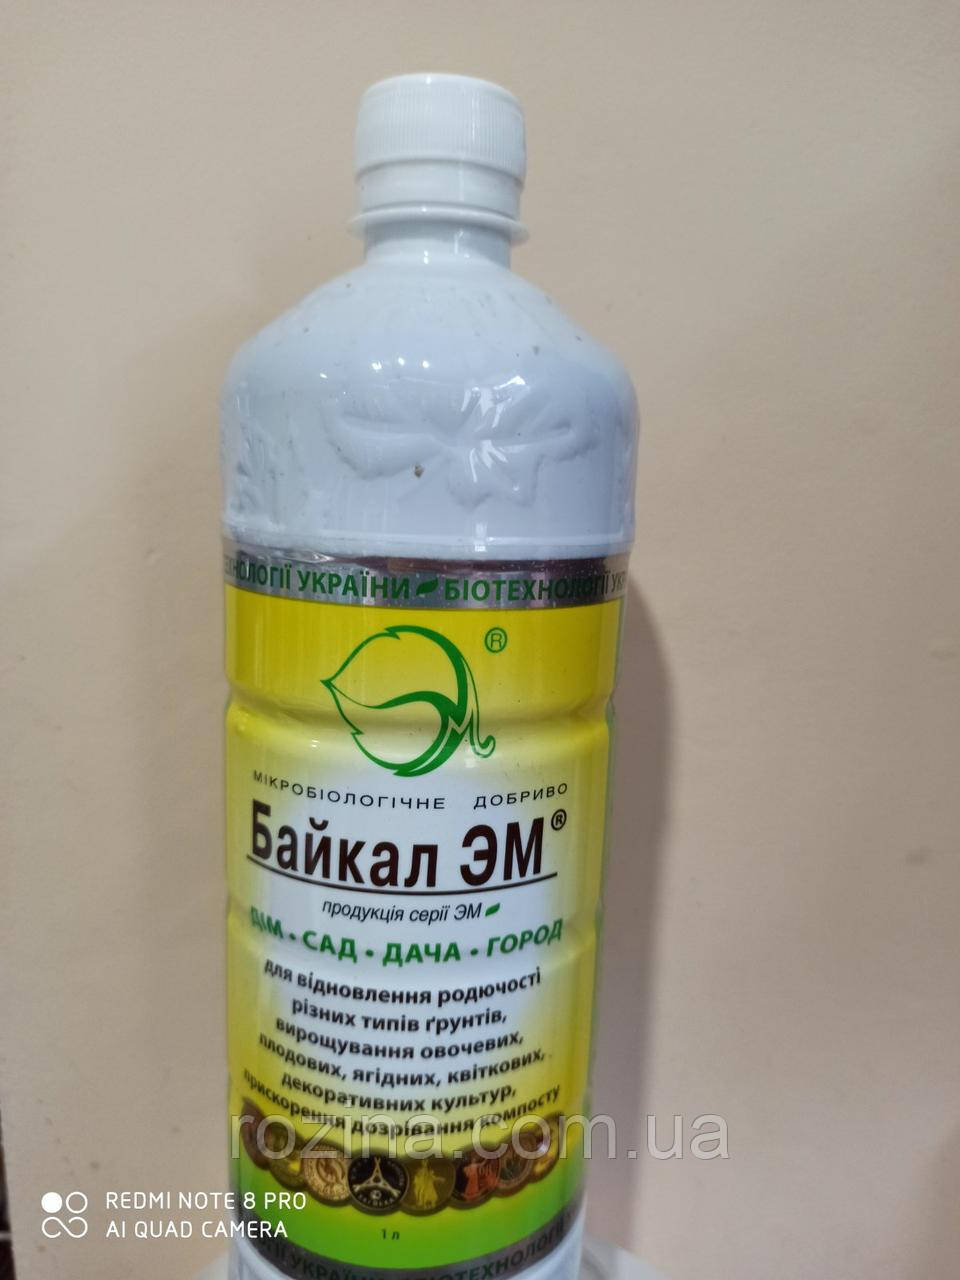 УКРАЇНИ БІОТЕХНОЛОГІЇ
®
МІКРОБІОЛОГІЧНЕ ДОБРИВО
Байкал ЭМ®
продукція серії ЭМ
ДІМ • САД • ДАЧА • ГОРОД
для відновлення родючості
різних типів ґрунтів,
вирощування овочевих,
плодових, ягідних, квіткових,
декоративних культур,
прискорення дозрівання компосту
rozina.com.ua
1 л
УКРАЇНИ БІОТЕХНОЛОГІЇ
REDMI NOTE 8 PRO
AI QUAD CAMERA